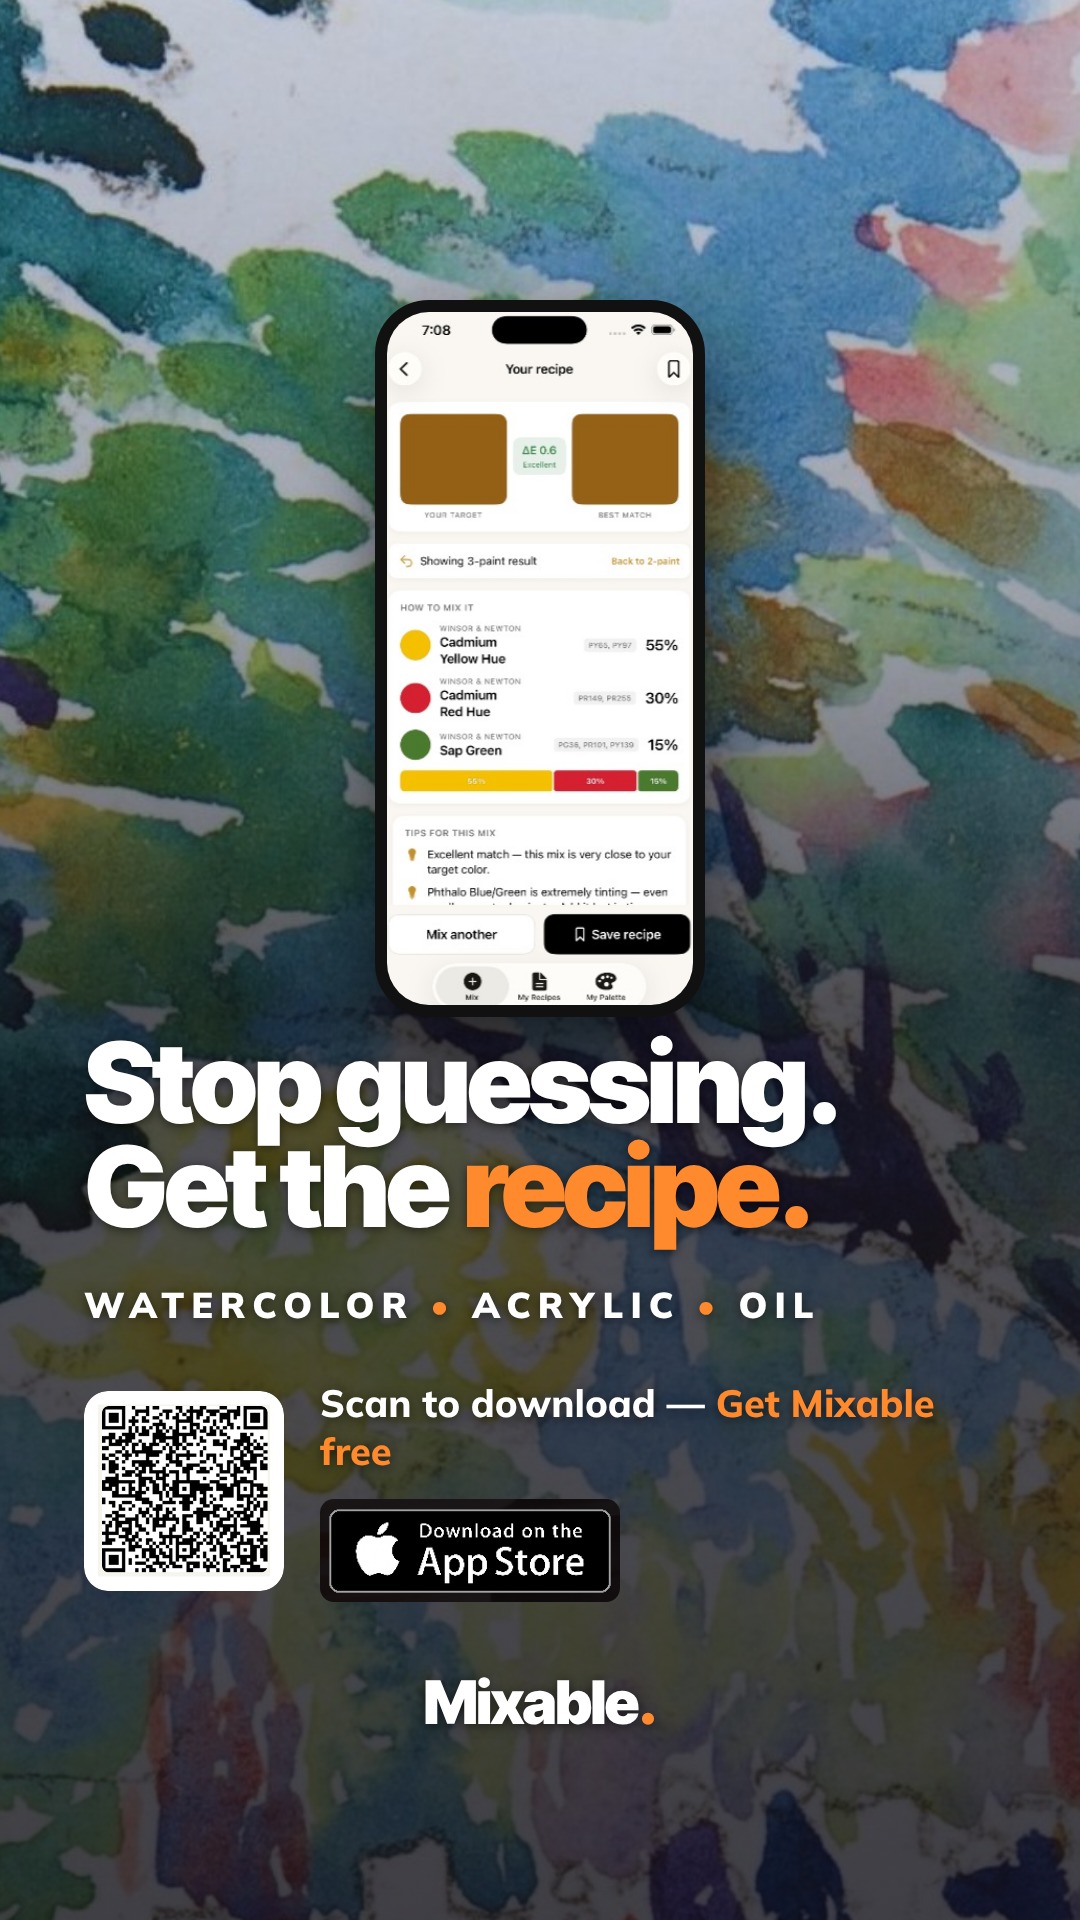 7:08
Your recipe
ΔE 0.6
Excellent
YOUR TARGET
BEST MATCH
Showing 3-paint result
Back to 2-paint
HOW TO MIX IT
WINSOR & NEWTON
Cadmium
Yellow Hue
PY65, PY97
55%
WINSOR & NEWTON
Cadmium
Red Hue
PR149, PR255
30%
WINSOR & NEWTON
Sap Green
PG36, PR101, PY139
15%
55%
30%
15%
TIPS FOR THIS MIX
Excellent match — this mix is very close to your
target color.
Phthalo Blue/Green is extremely tinting — even
Mix another
Save recipe
Mix
My Recipes
My Palette
Stop guessing.
Get the recipe.
WATERCOLOR • ACRYLIC • OIL
Scan to download — Get Mixable
free
Download on the
App Store
Mixable.